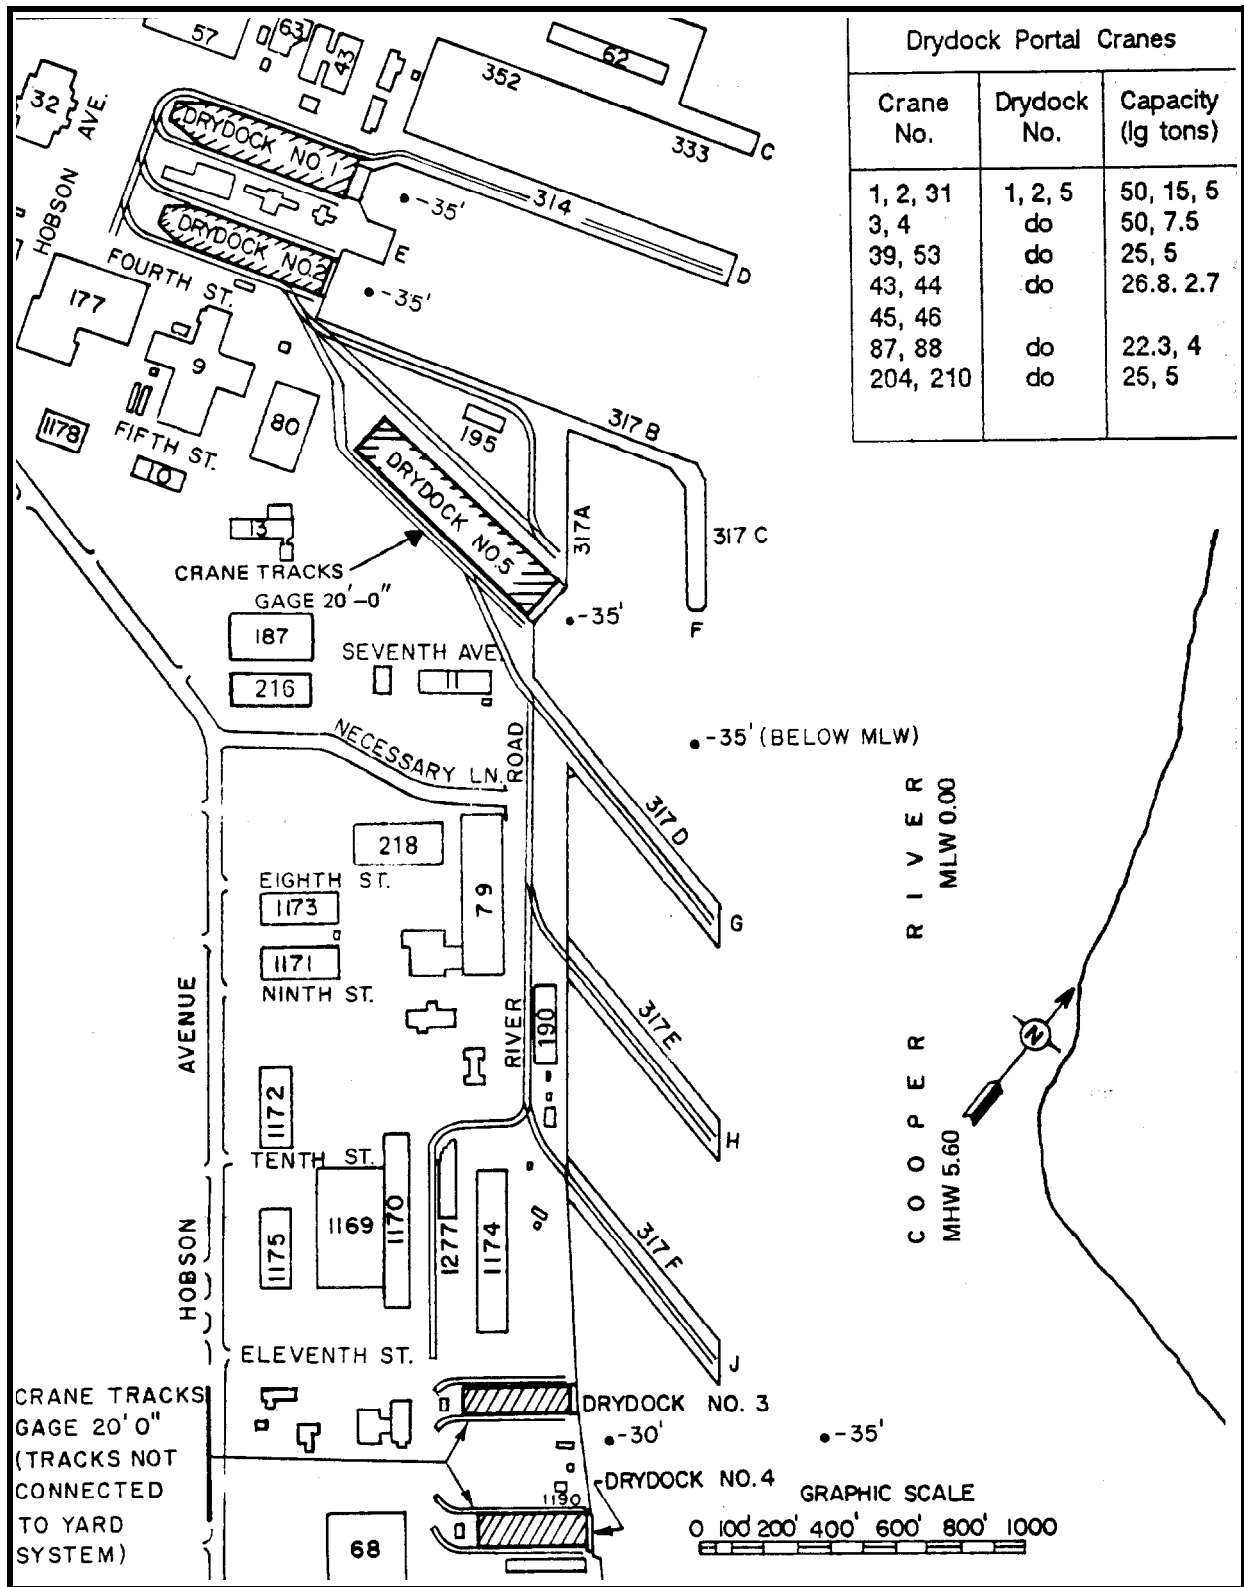 Drydock Portal Cranes
Crane No. Drydock No. Capacity (lg tons)
1, 2, 31 1, 2, 5 50, 15, 5
3, 4 do 50, 7.5
39, 53 do 25, 5
43, 44 do 26.8. 2.7
45, 46
87, 88 do 22.3, 4
204, 210 do 25, 5
57
63
43
62
352
333
C
32
HOBSON AVE.
DRYDOCK NO. 1
-35'
314
D
DRYDOCK NO. 2
E
-35'
FOURTH ST.
177
9
80
195
317 B
1178
FIFTH ST.
10
DRYDOCK NO. 5
317A
317 C
F
13
CRANE TRACKS
GAGE 20'-0"
-35'
187
SEVENTH AVE.
11
216
NECESSARY LN.
ROAD
-35' (BELOW MLW)
317 D
G
218
79
EIGHTH ST.
1173
1171
NINTH ST.
COOPER RIVER
MLW 0.00
MHW 5.60
N
AVENUE
RIVER
190
317E
H
1172
TENTH ST.
1169
1170
1277
1174
1175
317 F
J
HOBSON
ELEVENTH ST.
CRANE TRACKS
GAGE 20' 0"
(TRACKS NOT
CONNECTED
TO YARD
SYSTEM)
DRYDOCK NO. 3
-30'
-35'
DRYDOCK NO. 4
1190
68
GRAPHIC SCALE
0 100' 200' 400' 600' 800' 1000